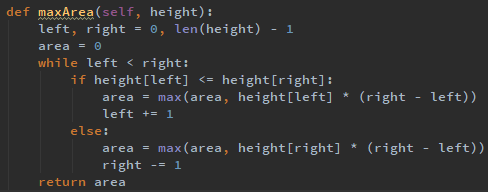 def maxArea(self, height):
    left, right = 0, len(height) - 1
    area = 0
    while left < right:
        if height[left] <= height[right]:
            area = max(area, height[left] * (right - left))
            left += 1
        else:
            area = max(area, height[right] * (right - left))
            right -= 1
    return area